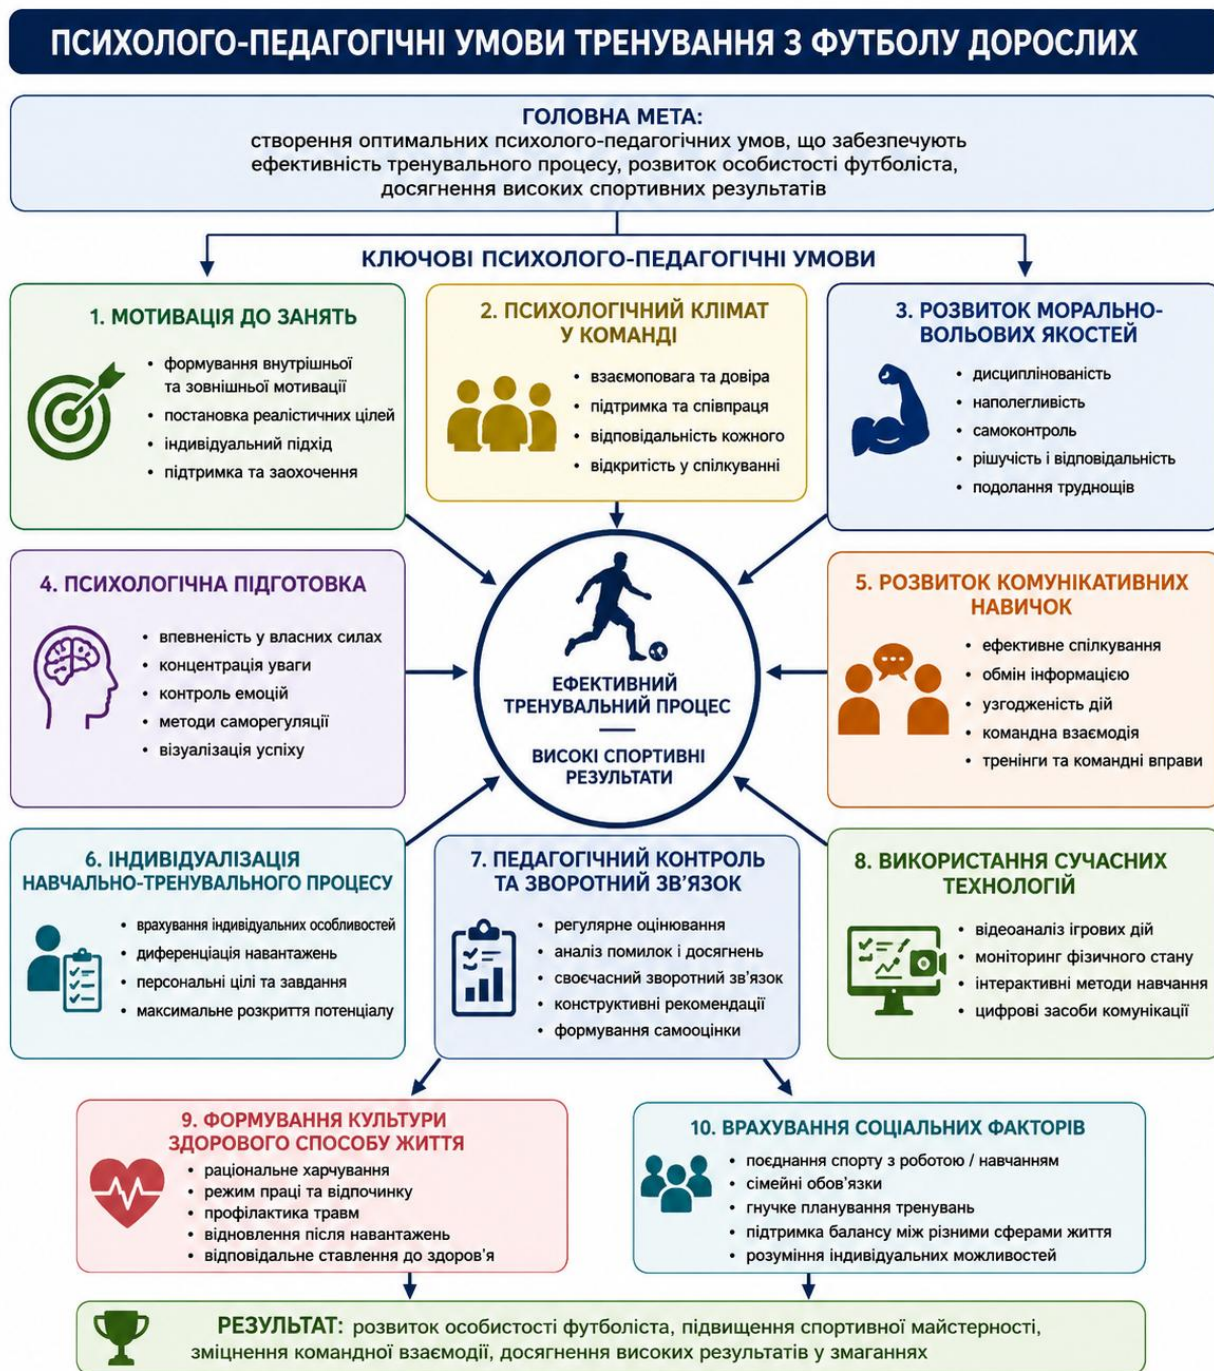 ПСИХОЛОГО-ПЕДАГОГІЧНІ УМОВИ ТРЕНУВАННЯ З ФУТБОЛУ ДОРОСЛИХ
ГОЛОВНА МЕТА:
створення оптимальних психолого-педагогічних умов, що забезпечують
ефективність тренувального процесу, розвиток особистості футболіста,
досягнення високих спортивних результатів
КЛЮЧОВІ ПСИХОЛОГО-ПЕДАГОГІЧНІ УМОВИ
1. МОТИВАЦІЯ ДО ЗАНЯТЬ
• формування внутрішньої
та зовнішньої мотивації
• постановка реалістичних цілей
• індивідуальний підхід
• підтримка та заохочення
2. ПСИХОЛОГІЧНИЙ КЛІМАТ
У КОМАНДІ
• взаємоповага та довіра
• підтримка та співпраця
• відповідальність кожного
• відкритість у спілкуванні
3. РОЗВИТОК МОРАЛЬНО-
ВОЛЬОВИХ ЯКОСТЕЙ
• дисциплінованість
• наполегливість
• самоконтроль
• рішучість і відповідальність
• подолання труднощів
4. ПСИХОЛОГІЧНА ПІДГОТОВКА
• впевненість у власних силах
• концентрація уваги
• контроль емоцій
• методи саморегуляції
• візуалізація успіху
ЕФЕКТИВНИЙ
ТРЕНУВАЛЬНИЙ ПРОЦЕС
ВИСОКІ СПОРТИВНІ
РЕЗУЛЬТАТИ
5. РОЗВИТОК КОМУНІКАТИВНИХ
НАВИЧОК
• ефективне спілкування
• обмін інформацією
• узгодженість дій
• командна взаємодія
• тренінги та командні вправи
6. ІНДИВІДУАЛІЗАЦІЯ
НАВЧАЛЬНО-ТРЕНУВАЛЬНОГО ПРОЦЕСУ
• врахування індивідуальних особливостей
• диференціація навантажень
• персональні цілі та завдання
• максимальне розкриття потенціалу
7. ПЕДАГОГІЧНИЙ КОНТРОЛЬ
ТА ЗВОРОТНИЙ ЗВ'ЯЗОК
• регулярне оцінювання
• аналіз помилок і досягнень
• своєчасний зворотний зв'язок
• конструктивні рекомендації
• формування самооцінки
8. ВИКОРИСТАННЯ СУЧАСНИХ
ТЕХНОЛОГІЙ
• відеоаналіз ігрових дій
• моніторинг фізичного стану
• інтерактивні методи навчання
• цифрові засоби комунікації
9. ФОРМУВАННЯ КУЛЬТУРИ
ЗДОРОВОГО СПОСОБУ ЖИТТЯ
• раціональне харчування
• режим праці та відпочинку
• профілактика травм
• відновлення після навантажень
• відповідальне ставлення до здоров'я
10. ВРАХУВАННЯ СОЦІАЛЬНИХ ФАКТОРІВ
• поєднання спорту з роботою / навчанням
• сімейні обов'язки
• гнучке планування тренувань
• підтримка балансу між різними сферами життя
• розуміння індивідуальних можливостей
РЕЗУЛЬТАТ: розвиток особистості футболіста, підвищення спортивної майстерності,
зміцнення командної взаємодії, досягнення високих результатів у змаганнях